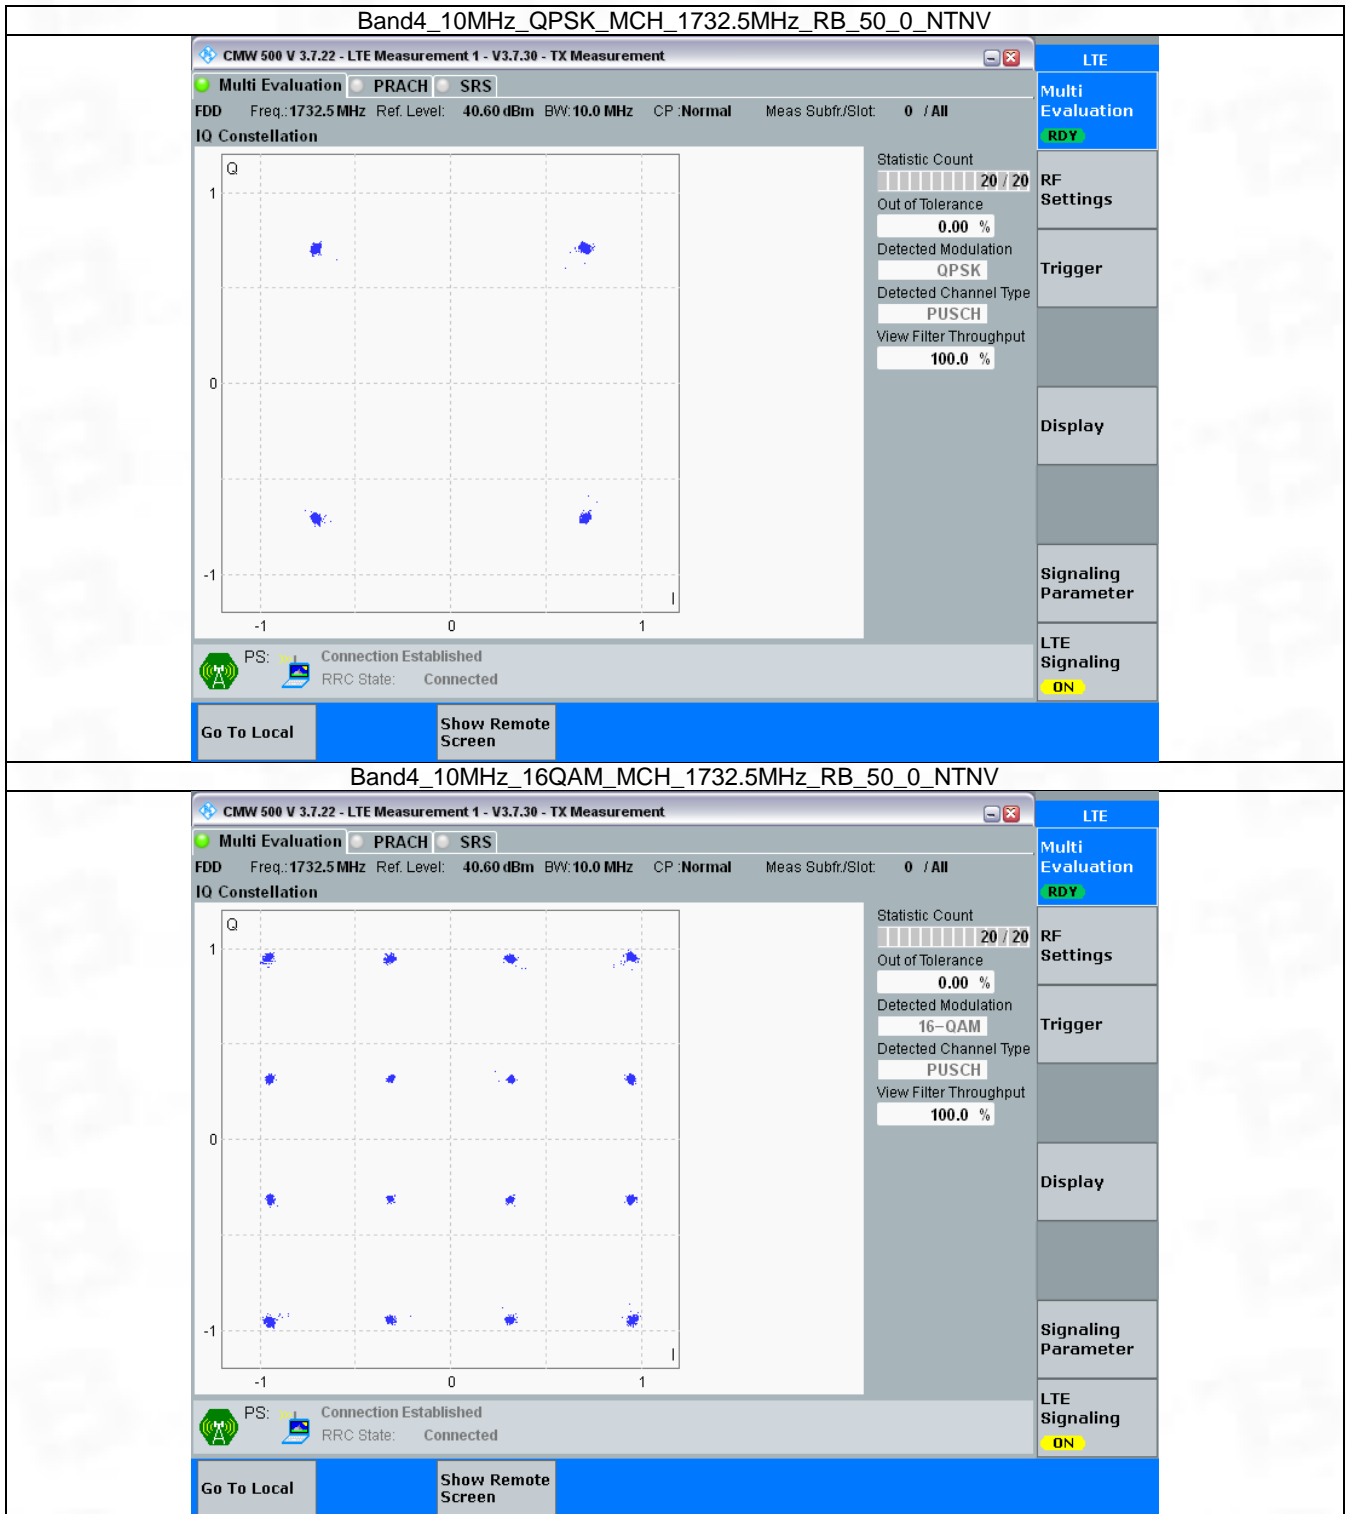 Band4_10MHz_QPSK_MCH_1732.5MHz_RB_50_0_NTNV
CMW 500 V 3.7.22 - LTE Measurement 1 - V3.7.30 - TX Measurement
LTE
Multi Evaluation PRACH SRS
Multi
Evaluation
RDY
FDD Freq.:1732.5 MHz Ref. Level: 40.60 dBm BW:10.0 MHz CP :Normal Meas Subfr./Slot: 0 / All
IQ Constellation
Q
1
0
-1
I
-1 0 1
Statistic Count
20 / 20
Out of Tolerance
0.00 %
Detected Modulation
QPSK
Detected Channel Type
PUSCH
View Filter Throughput
100.0 %
RF
Settings
Trigger
Display
Signaling
Parameter
LTE
Signaling
ON
PS: Connection Established
RRC State: Connected
Go To Local
Show Remote
Screen
Band4_10MHz_16QAM_MCH_1732.5MHz_RB_50_0_NTNV
CMW 500 V 3.7.22 - LTE Measurement 1 - V3.7.30 - TX Measurement
LTE
Multi Evaluation PRACH SRS
Multi
Evaluation
RDY
FDD Freq.:1732.5 MHz Ref. Level: 40.60 dBm BW:10.0 MHz CP :Normal Meas Subfr./Slot: 0 / All
IQ Constellation
Q
1
0
-1
I
-1 0 1
Statistic Count
20 / 20
Out of Tolerance
0.00 %
Detected Modulation
16-QAM
Detected Channel Type
PUSCH
View Filter Throughput
100.0 %
RF
Settings
Trigger
Display
Signaling
Parameter
LTE
Signaling
ON
PS: Connection Established
RRC State: Connected
Go To Local
Show Remote
Screen